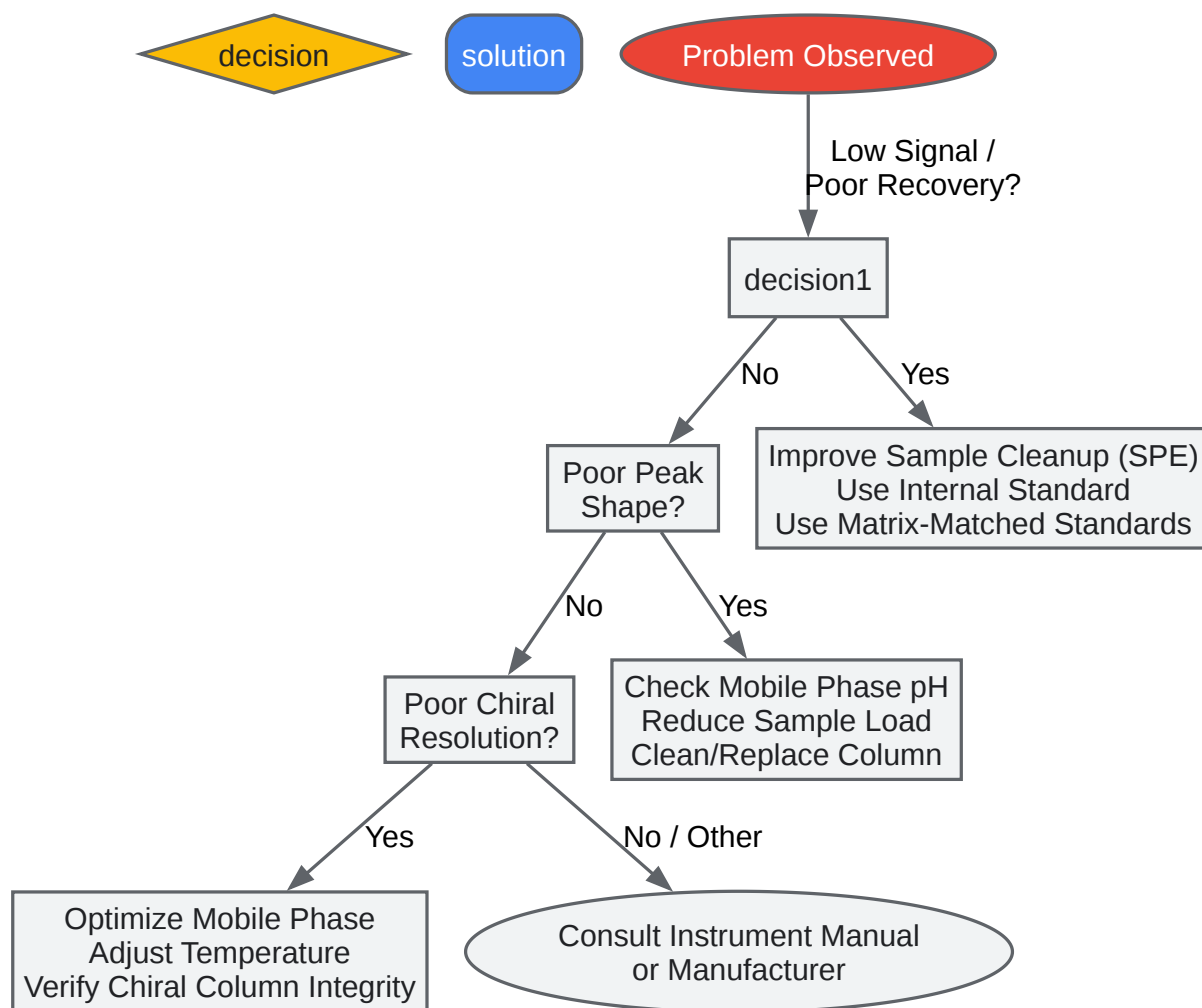 decision
solution
Problem Observed
Low Signal /
Poor Recovery?
decision1
No
Yes
Poor Peak
Shape?
Improve Sample Cleanup (SPE)
Use Internal Standard
Use Matrix-Matched Standards
No
Yes
Poor Chiral
Resolution?
Check Mobile Phase pH
Reduce Sample Load
Clean/Replace Column
Yes
No / Other
Optimize Mobile Phase
Adjust Temperature
Verify Chiral Column Integrity
Consult Instrument Manual
or Manufacturer